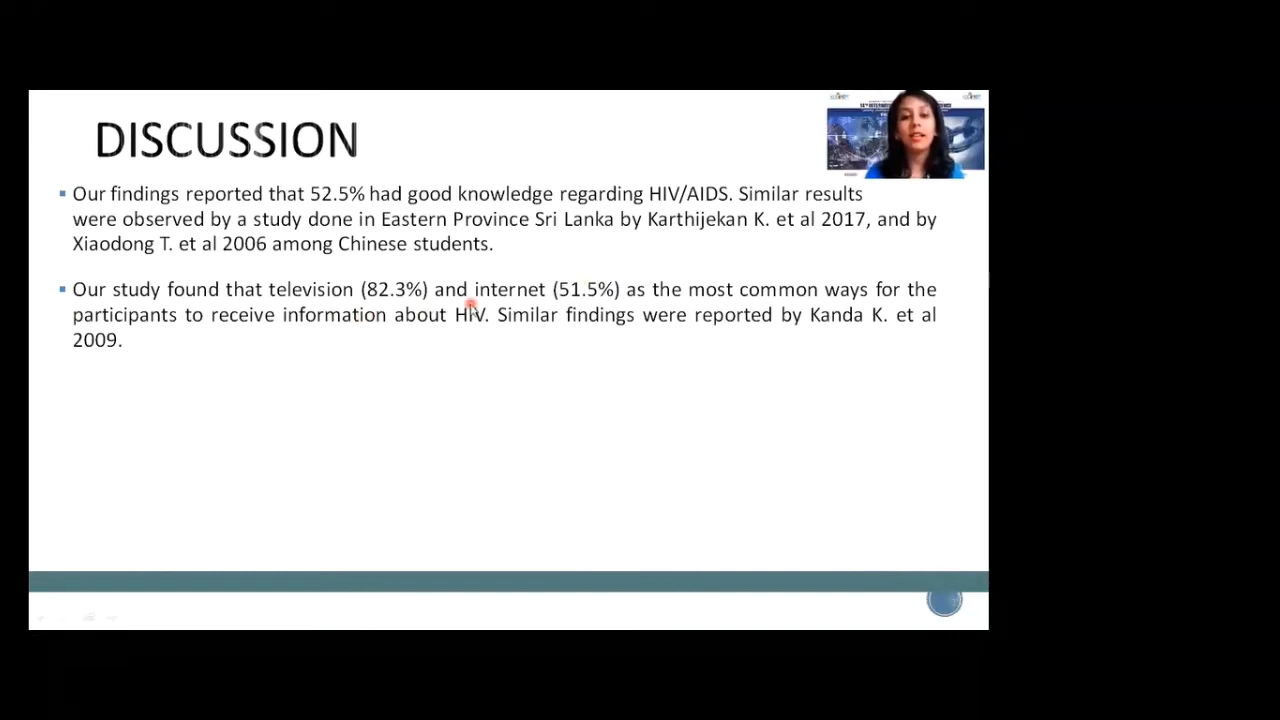 DISCUSSION
Our findings reported that 52.5% had good knowledge regarding HIV/AIDS. Similar results
were observed by a study done in Eastern Province Sri Lanka by Karthijekan K. et al 2017, and by
Xiaodong T. et al 2006 among Chinese students.
Our study found that television (82.3%) and internet (51.5%) as the most common ways for the
participants to receive information about HIV. Similar findings were reported by Kanda K. et al
2009.